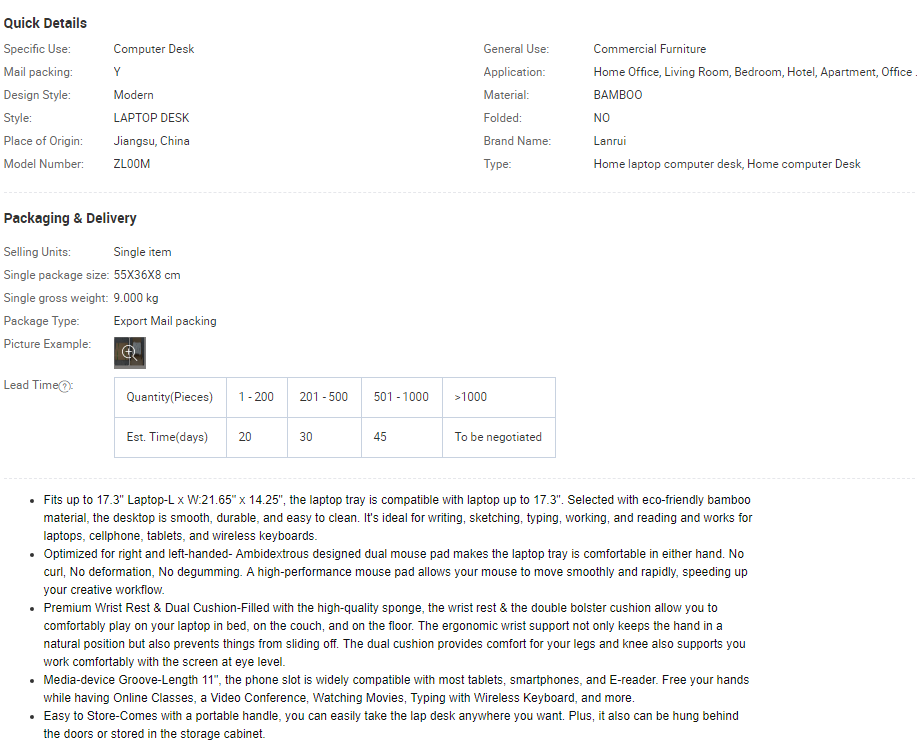 Quick Details
Specific Use: Computer Desk General Use: Commercial Furniture
Mail packing: Y Application: Home Office, Living Room, Bedroom, Hotel, Apartment, Office .
Design Style: Modern Material: BAMBOO
Style: LAPTOP DESK Folded: NO
Place of Origin: Jiangsu, China Brand Name: Lanrui
Model Number: ZL00M Type: Home laptop computer desk, Home computer Desk
Packaging & Delivery
Selling Units: Single item
Single package size: 55X36X8 cm
Single gross weight: 9.000 kg
Package Type: Export Mail packing
Picture Example:
Lead Time?:
Quantity(Pieces) 1 - 200 201 - 500 501 - 1000 >1000
Est. Time(days) 20 30 45 To be negotiated
• Fits up to 17.3" Laptop-L x W:21.65" x 14.25", the laptop tray is compatible with laptop up to 17.3". Selected with eco-friendly bamboo
material, the desktop is smooth, durable, and easy to clean. It's ideal for writing, sketching, typing, working, and reading and works for
laptops, cellphone, tablets, and wireless keyboards.
• Optimized for right and left-handed- Ambidextrous designed dual mouse pad makes the laptop tray is comfortable in either hand. No
curl, No deformation, No degumming. A high-performance mouse pad allows your mouse to move smoothly and rapidly, speeding up
your creative workflow.
• Premium Wrist Rest & Dual Cushion-Filled with the high-quality sponge, the wrist rest & the double bolster cushion allow you to
comfortably play on your laptop in bed, on the couch, and on the floor. The ergonomic wrist support not only keeps the hand in a
natural position but also prevents things from sliding off. The dual cushion provides comfort for your legs and knee also supports you
work comfortably with the screen at eye level.
• Media-device Groove-Length 11", the phone slot is widely compatible with most tablets, smartphones, and E-reader. Free your hands
while having Online Classes, a Video Conference, Watching Movies, Typing with Wireless Keyboard, and more.
• Easy to Store-Comes with a portable handle, you can easily take the lap desk anywhere you want. Plus, it also can be hung behind
the doors or stored in the storage cabinet.